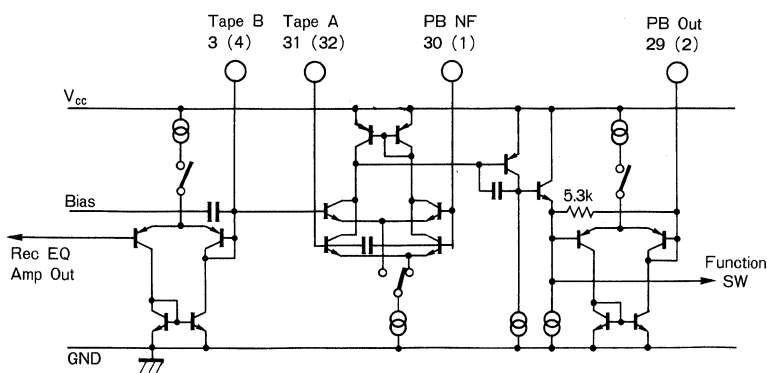 Tape B
3 (4)
Tape A
31 (32)
PB NF
30 (1)
PB Out
29 (2)
Vcc
Bias
5.3k
Rec EQ
Amp Out
Function
SW
GND